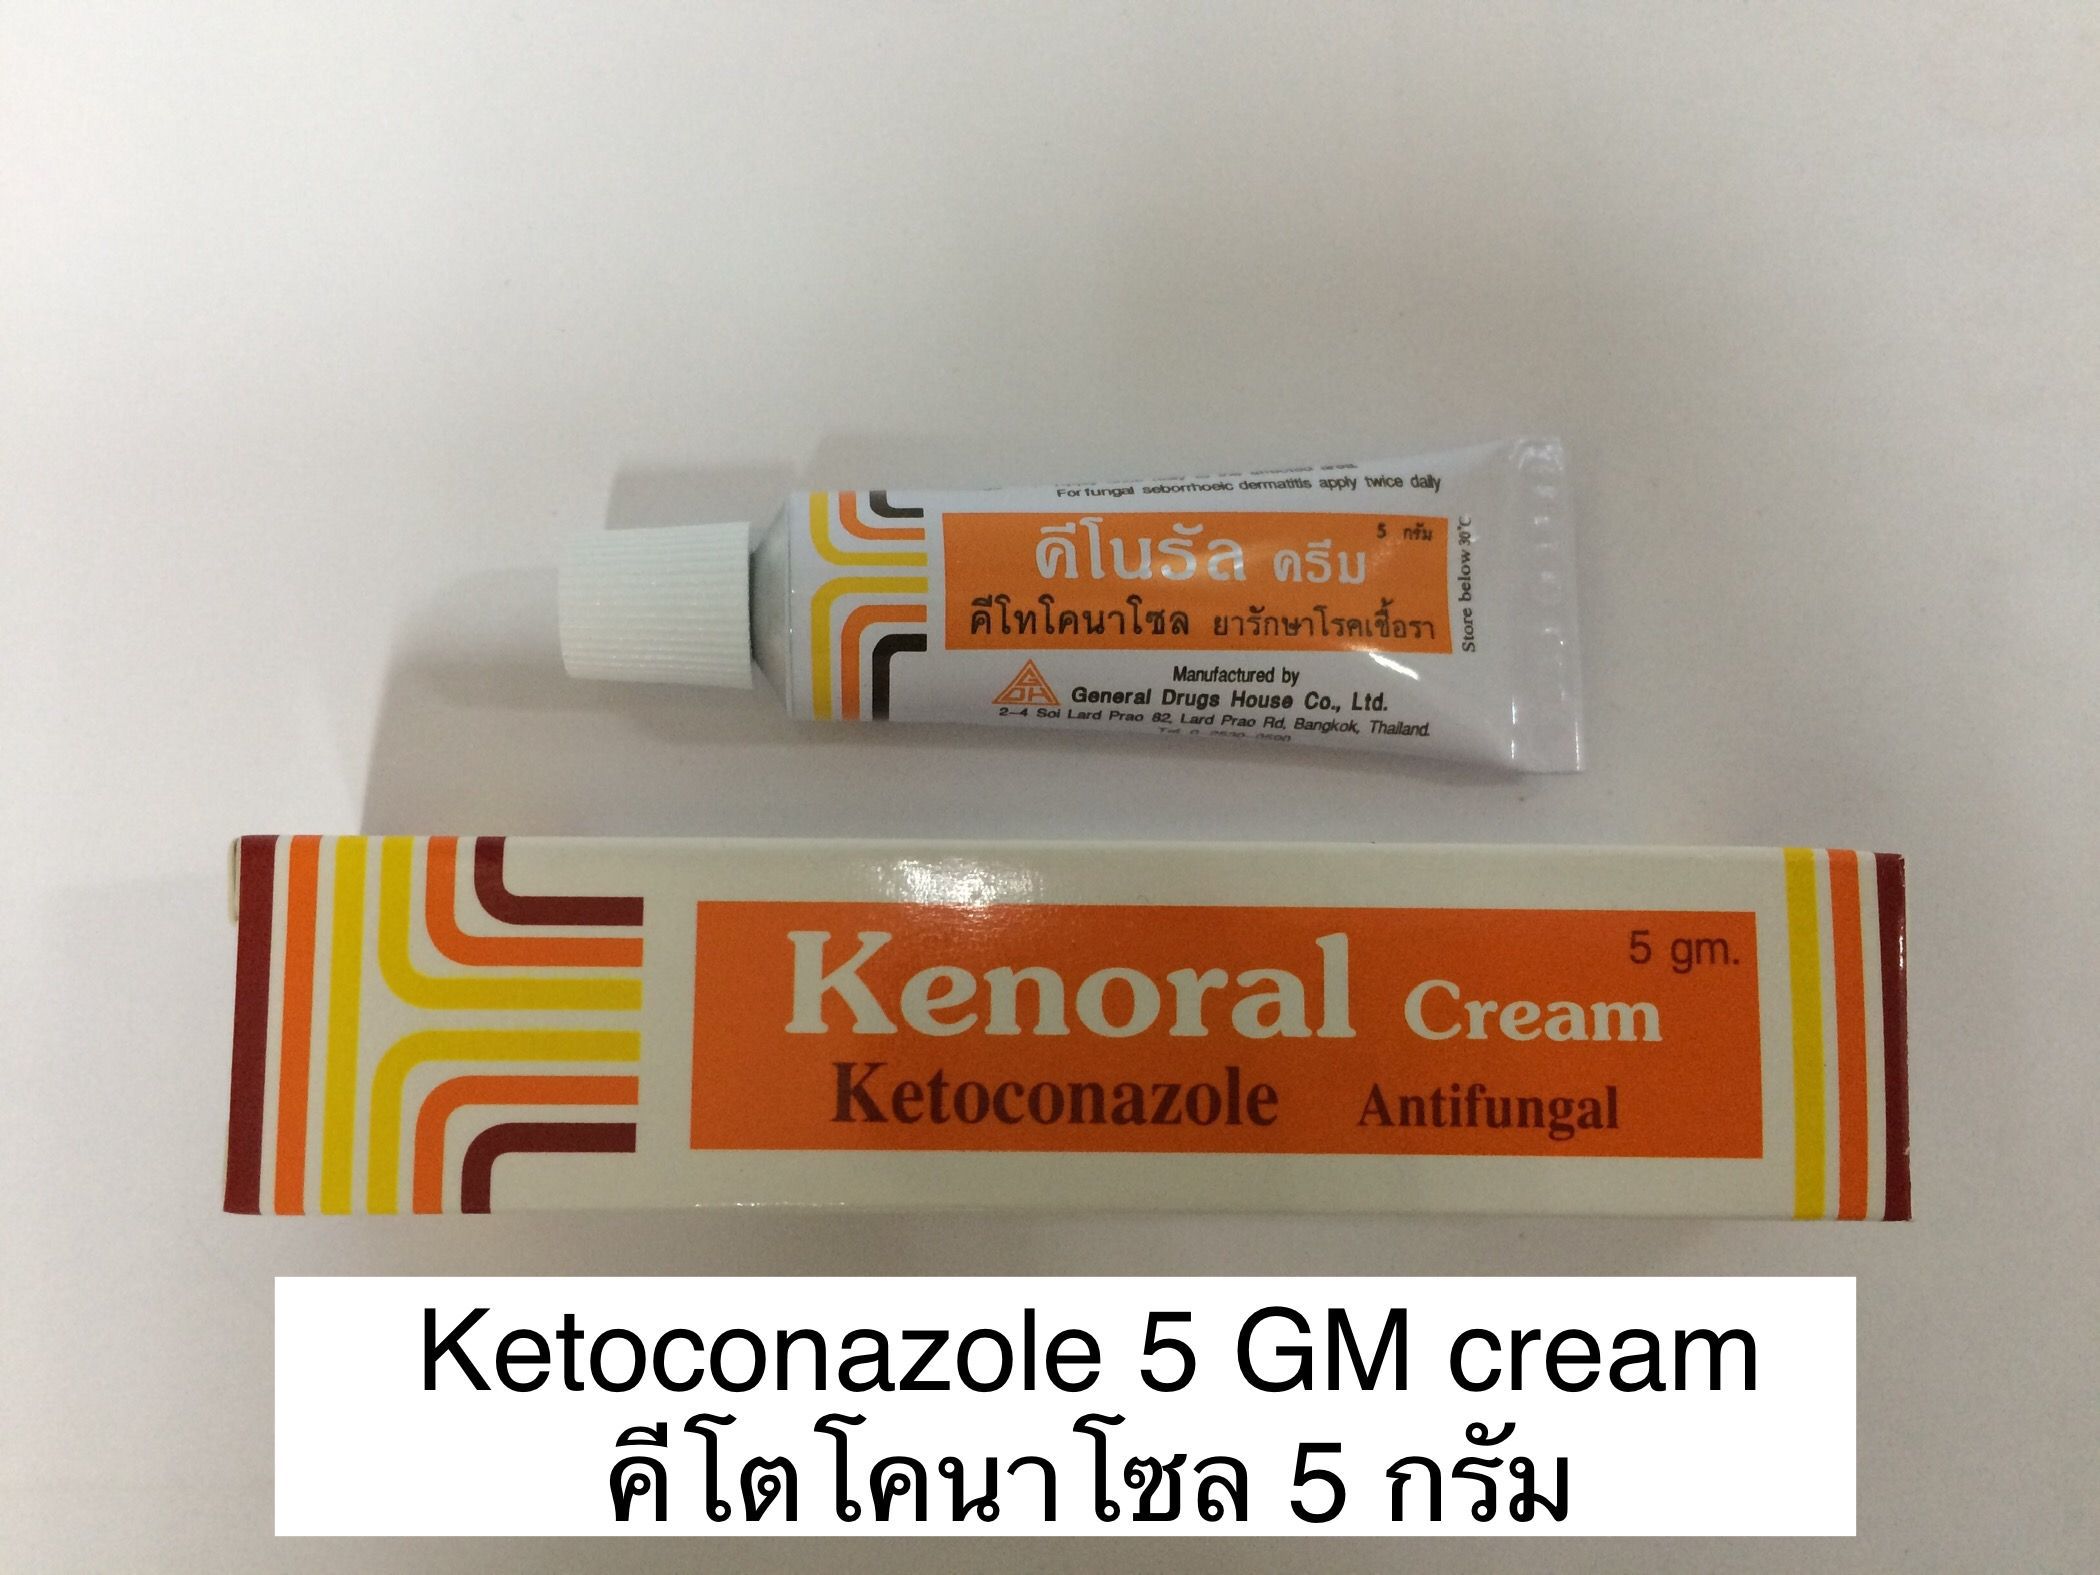 For fungal seborrhoeic dermatitis apply twice daily
คีโนรัล ครีม 5 กรัม
คีโทโคนาโซล ยารักษาโรคเชื้อรา
Store below 30°C
GDH
Manufactured by
General Drugs House Co., Ltd.
2-4 Soi Lard Prao 82, Lard Prao Rd, Bangkok, Thailand.
Kenoral Cream 5 gm.
Ketoconazole Antifungal
Ketoconazole 5 GM cream
คีโตโคนาโซล 5 กรัม